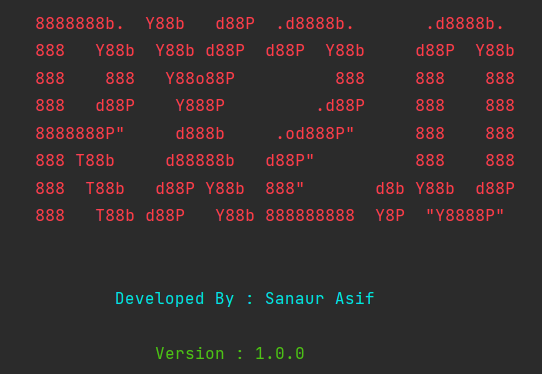 8888888b.  Y88b   d88P  .d8888b.       .d8888b.
888   Y88b  Y88b d88P  d88P  Y88b     d88P  Y88b
888    888   Y88o88P          888     888    888
888   d88P    Y888P         .d88P     888    888
8888888P"     d888b     .od888P"      888    888
888 T88b     d88888b   d88P"          888    888
888  T88b   d88P Y88b  888"       d8b Y88b  d88P
888   T88b d88P   Y88b 888888888  Y8P  "Y8888P"
Developed By : Sanaur Asif
Version : 1.0.0